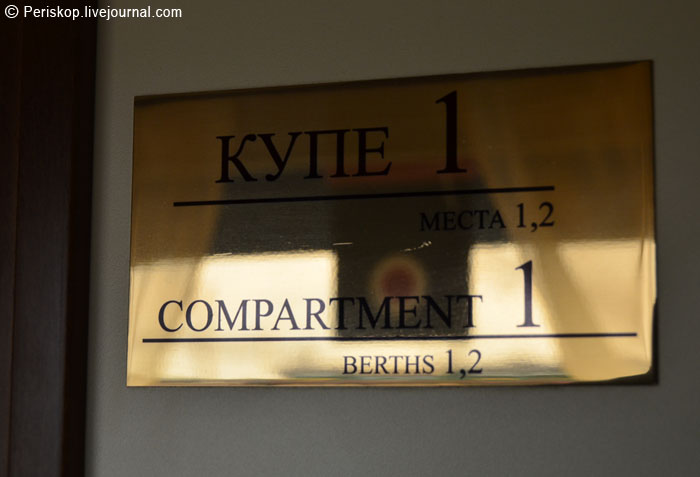 © Periskop.livejournal.com
КУПЕ 1
МЕСТА 1,2
COMPARTMENT 1
BERTHS 1,2